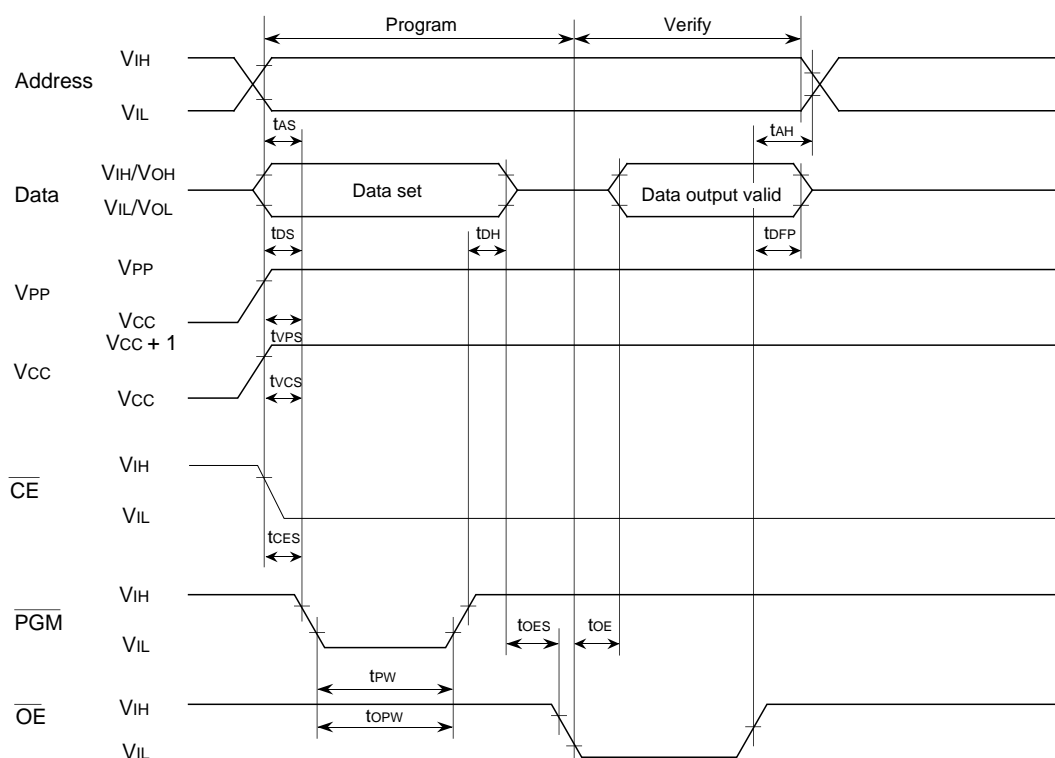 Program Verify
Address VIH
VIL
tAS tAH
Data VIH/VOH
VIL/VOL
Data set Data output valid
tDS tDH tDFP
VPP VPP
VCC
tVPS
VCC VCC + 1
VCC
tVCS
CE VIH
VIL
tCES
PGM VIH
VIL
tOES tOE
tPW
OE VIH
tOPW
VIL